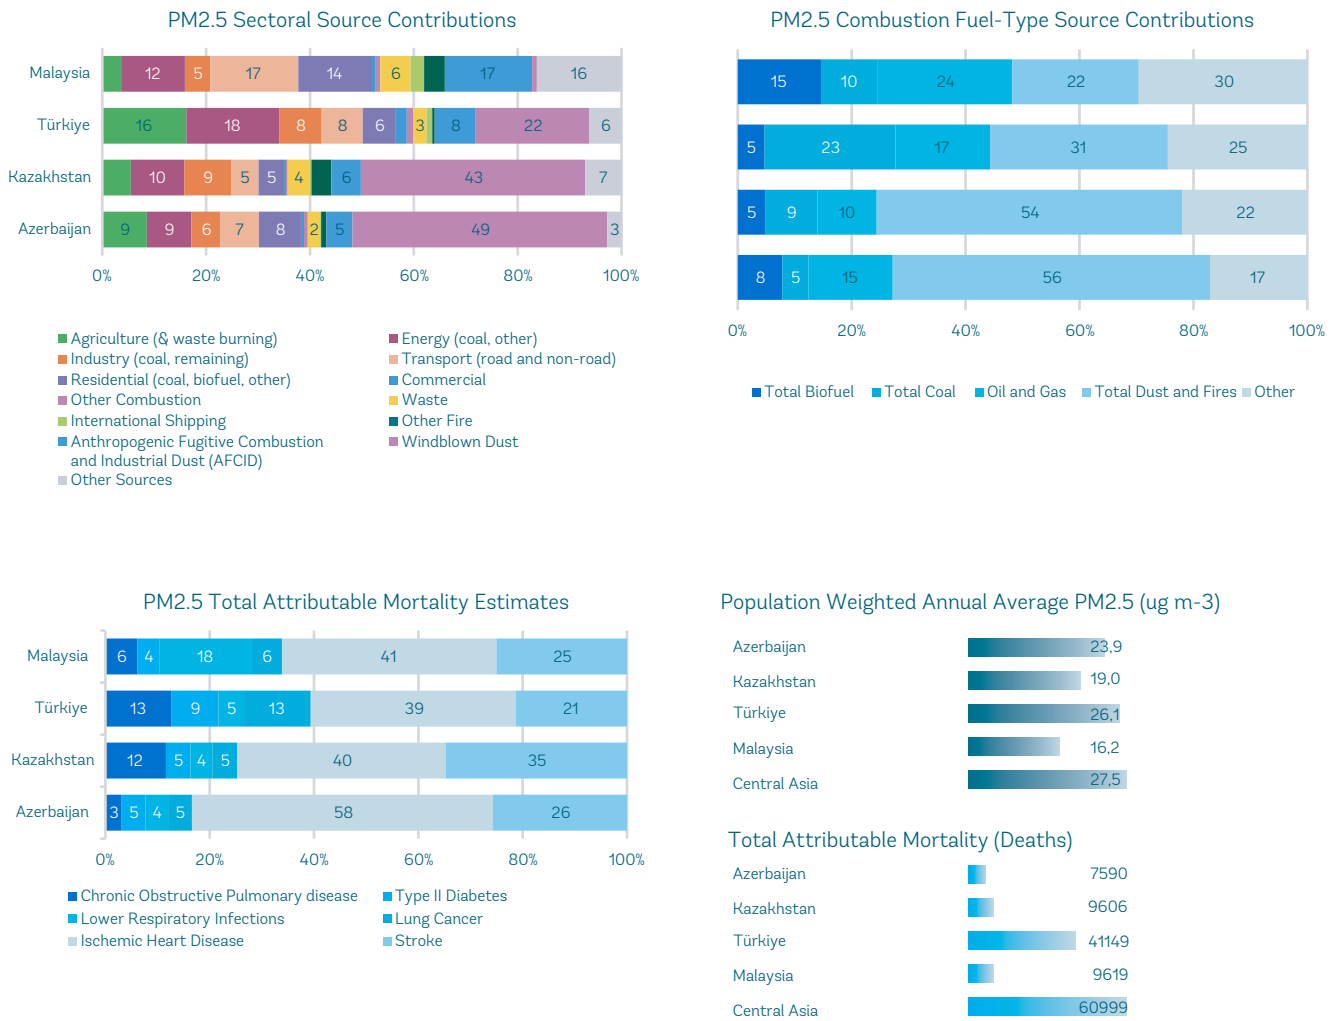 PM2.5 Sectoral Source Contributions
Malaysia 12 5 17 14 6 17 16
Türkiye 16 18 8 8 6 3 8 22 6
Kazakhstan 10 9 5 5 4 6 43 7
Azerbaijan 9 9 6 7 8 2 5 49 3
0% 20% 40% 60% 80% 100%
Agriculture (& waste burning) Energy (coal, other)
Industry (coal, remaining) Transport (road and non-road)
Residential (coal, biofuel, other) Commercial
Other Combustion Waste
International Shipping Other Fire
Anthropogenic Fugitive Combustion Windblown Dust
and Industrial Dust (AFCID)
Other Sources
PM2.5 Combustion Fuel-Type Source Contributions
15 10 24 22 30
5 23 17 31 25
5 9 10 54 22
8 5 15 56 17
0% 20% 40% 60% 80% 100%
Total Biofuel Total Coal Oil and Gas Total Dust and Fires Other
PM2.5 Total Attributable Mortality Estimates
Malaysia 6 4 18 6 41 25
Türkiye 13 9 5 13 39 21
Kazakhstan 12 5 4 5 40 35
Azerbaijan 3 5 4 5 58 26
0% 20% 40% 60% 80% 100%
Chronic Obstructive Pulmonary disease Type II Diabetes
Lower Respiratory Infections Lung Cancer
Ischemic Heart Disease Stroke
Population Weighted Annual Average PM2.5 (ug m-3)
Azerbaijan 23,9
Kazakhstan 19,0
Türkiye 26,1
Malaysia 16,2
Central Asia 27,5
Total Attributable Mortality (Deaths)
Azerbaijan 7590
Kazakhstan 9606
Türkiye 41149
Malaysia 9619
Central Asia 60999